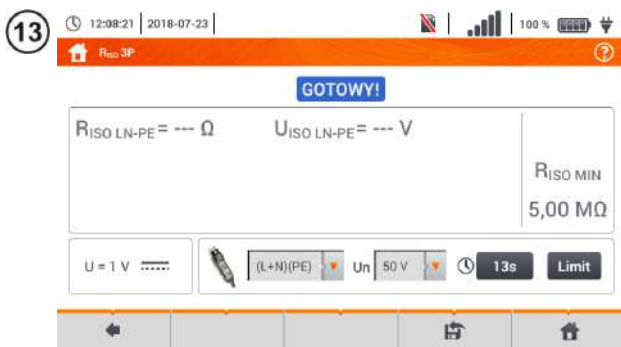 13
12:08:21 2018-07-23 100 %
RISO 3P
GOTOWY!
RISO LN-PE = --- Ω UISO LN-PE = --- V
RISO MIN
5,00 MΩ
U = 1 V (L+N)(PE) Un 50 V 13s Limit